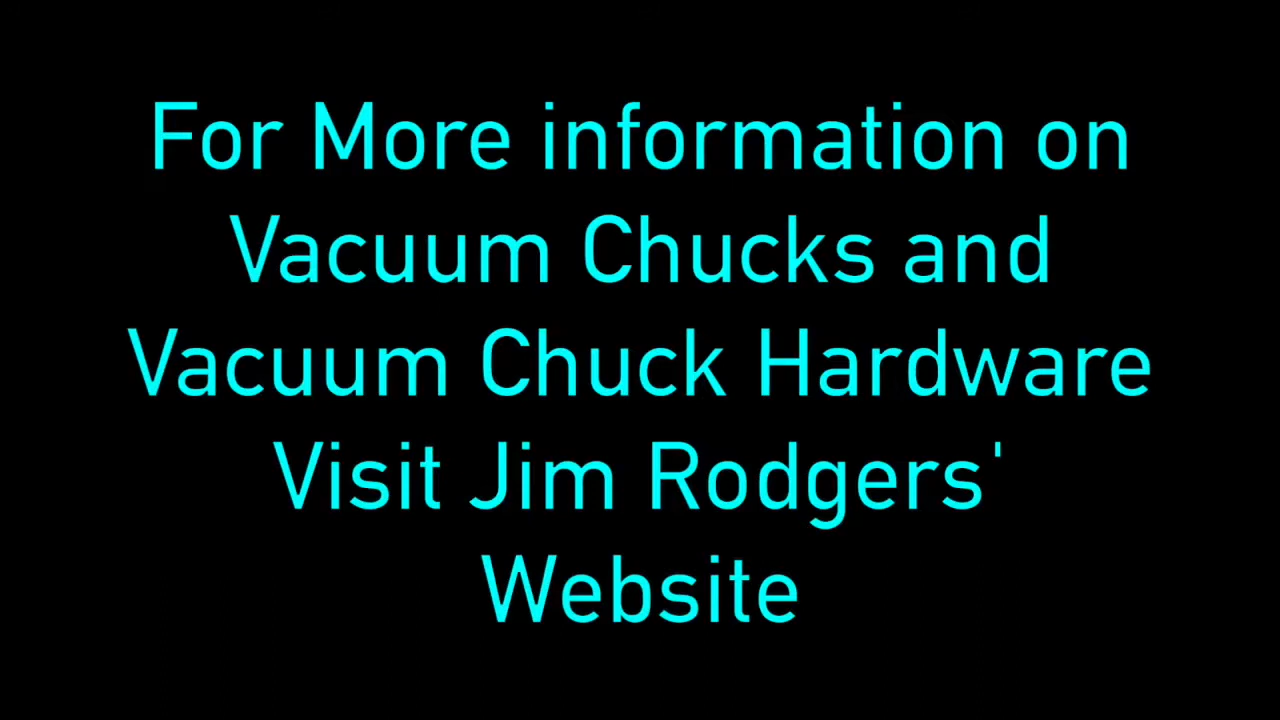 For More information on
Vacuum Chucks and
Vacuum Chuck Hardware
Visit Jim Rodgers'
Website